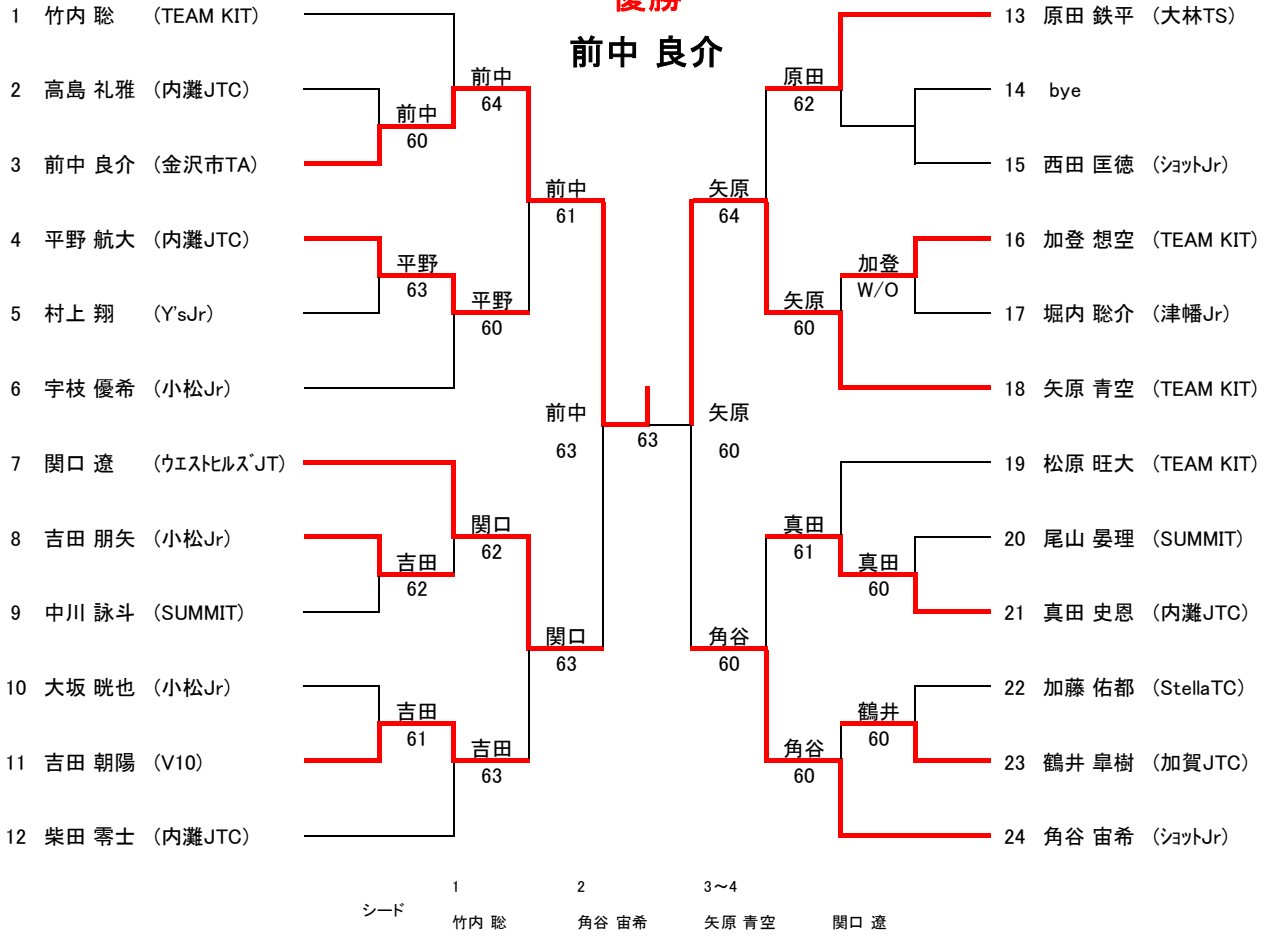 優勝
前中 良介
1 竹内 聡 (TEAM KIT)
2 高島 礼雅 (内灘JTC)
3 前中 良介 (金沢市TA)
4 平野 航大 (内灘JTC)
5 村上 翔 (Y'sJr)
6 宇枝 優希 (小松Jr)
7 関口 遼 (ウエストヒルズJT)
8 吉田 朋矢 (小松Jr)
9 中川 詠斗 (SUMMIT)
10 大坂 晄也 (小松Jr)
11 吉田 朝陽 (V10)
12 柴田 零士 (内灘JTC)
前中
60
平野
63
吉田
62
吉田
61
前中
64
平野
60
関口
62
吉田
63
前中
61
関口
63
前中
63
63
矢原
60
矢原
64
角谷
60
原田
62
矢原
60
真田
61
角谷
60
加登
W/O
真田
60
鶴井
60
13 原田 鉄平 (大林TS)
14 bye
15 西田 匡徳 (ショットJr)
16 加登 想空 (TEAM KIT)
17 堀内 聡介 (津幡Jr)
18 矢原 青空 (TEAM KIT)
19 松原 旺大 (TEAM KIT)
20 尾山 晏理 (SUMMIT)
21 真田 史恩 (内灘JTC)
22 加藤 佑都 (StellaTC)
23 鶴井 皐樹 (加賀JTC)
24 角谷 宙希 (ショットJr)
シード
1 2 3～4
竹内 聡 角谷 宙希 矢原 青空 関口 遼